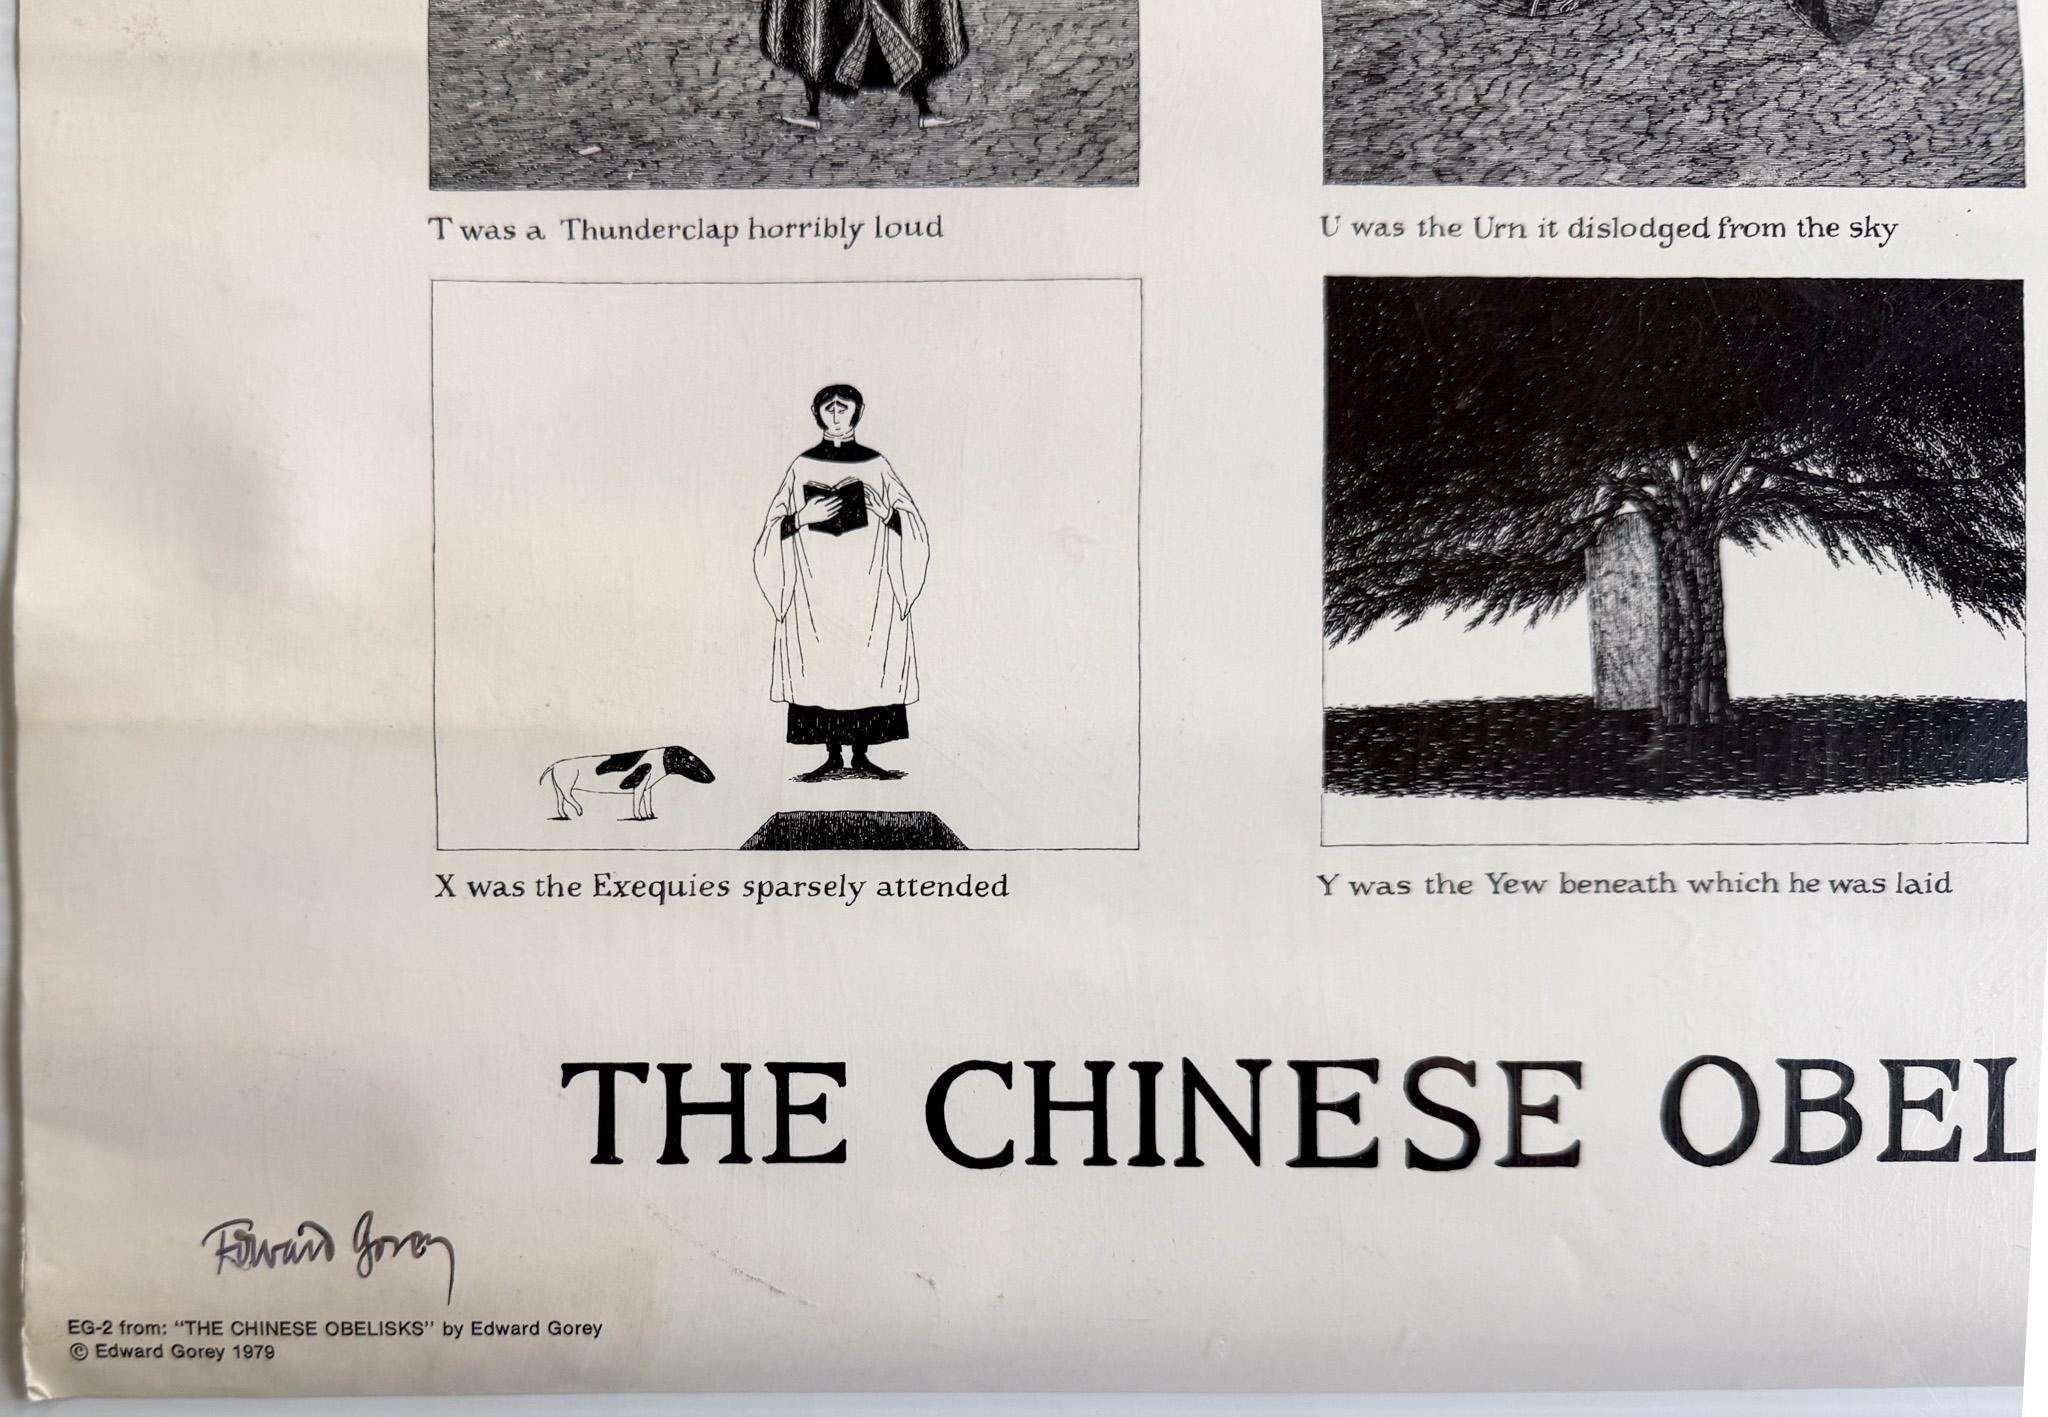 T was a Thunderclap horribly loud
U was the Urn it dislodged from the sky
X was the Exequies sparsely attended
Y was the Yew beneath which he was laid
THE CHINESE OBEL
Edward Gorey
EG-2 from: "THE CHINESE OBELISKS" by Edward Gorey
© Edward Gorey 1979